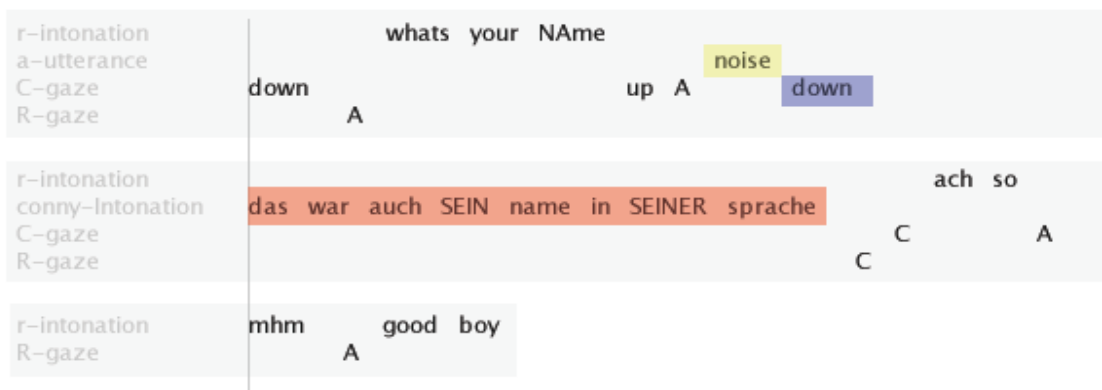 r-intonation whats your NAme
a-utterance noise
C-gaze down up A down
R-gaze A
r-intonation ach so
conny-Intonation das war auch SEIN name in SEINER sprache
C-gaze C A
R-gaze C
r-intonation mhm good boy
R-gaze A